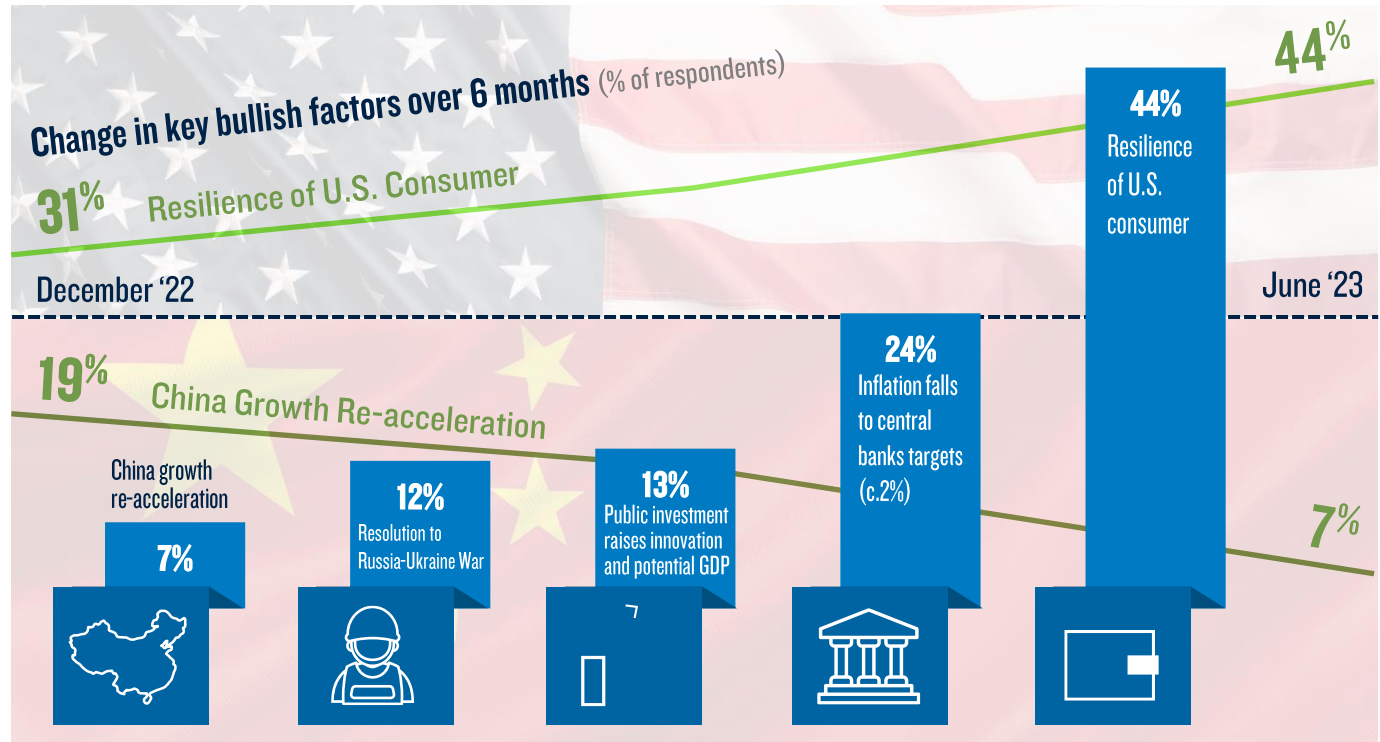 Change in key bullish factors over 6 months (% of respondents)
44%
31% Resilience of U.S. Consumer
December ‘22
June ‘23
19% China Growth Re-acceleration
7%
China growth
re-acceleration
7%
12%
Resolution to
Russia-Ukraine War
13%
Public investment
raises innovation
and potential GDP
24%
Inflation falls
to central
banks targets
(c.2%)
44%
Resilience
of U.S.
consumer